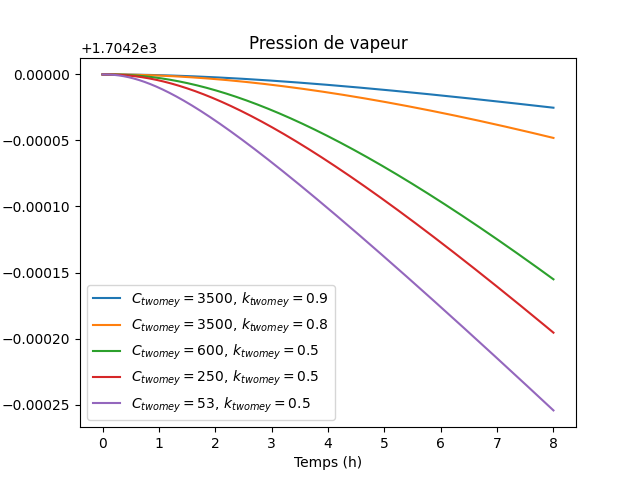 Pression de vapeur
+1.7042e3
0.00000
−0.00005
−0.00010
−0.00015
−0.00020
−0.00025
C_twomey = 3500, k_twomey = 0.9
C_twomey = 3500, k_twomey = 0.8
C_twomey = 600, k_twomey = 0.5
C_twomey = 250, k_twomey = 0.5
C_twomey = 53, k_twomey = 0.5
0 1 2 3 4 5 6 7 8
Temps (h)